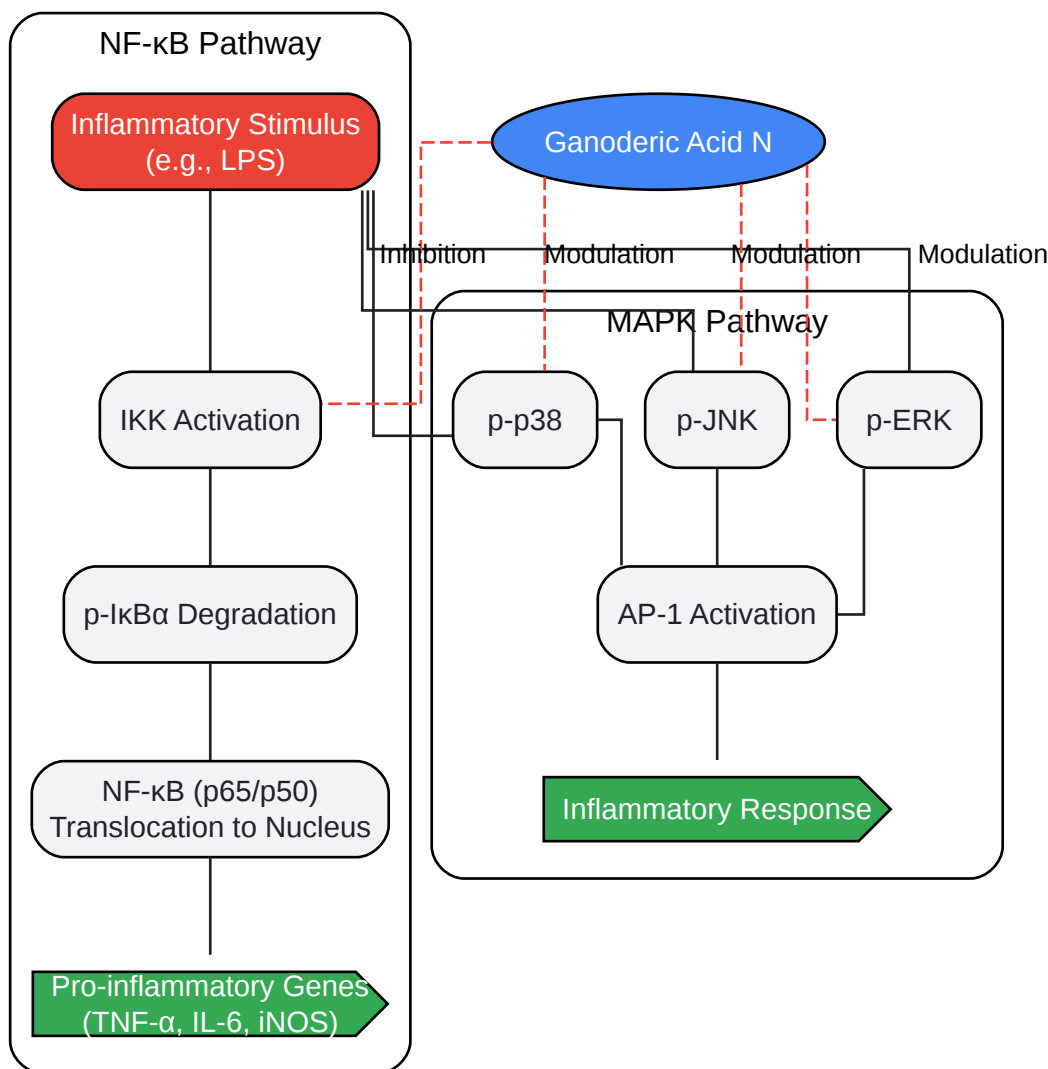 NF-κB Pathway
Inflammatory Stimulus
(e.g., LPS)
Ganoderic Acid N
Inhibition
Modulation
Modulation
Modulation
MAPK Pathway
IKK Activation
p-p38
p-JNK
p-ERK
p-IκBα Degradation
AP-1 Activation
NF-κB (p65/p50)
Translocation to Nucleus
Inflammatory Response
Pro-inflammatory Genes
(TNF-α, IL-6, iNOS)